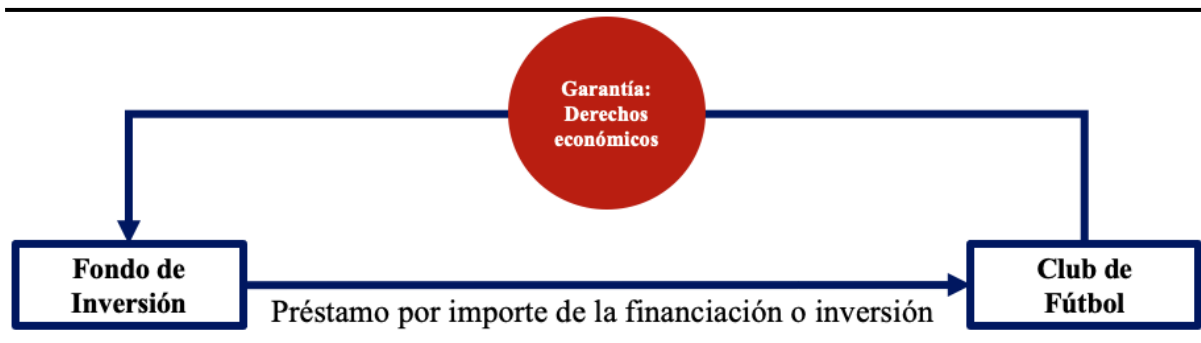 Garantía:
Derechos
económicos
Fondo de
Inversión
Préstamo por importe de la financiación o inversión
Club de
Fútbol